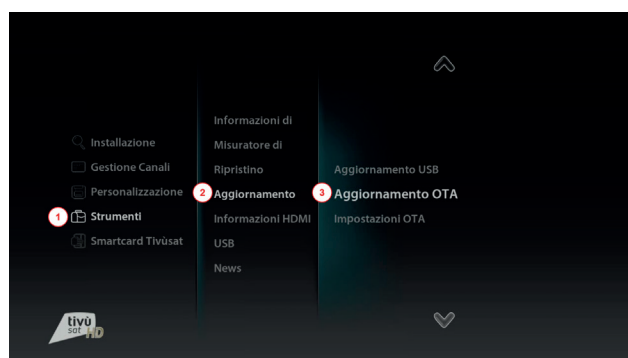 Installazione
Gestione Canali
Personalizzazione
1 Strumenti
Smartcard Tivùsat
Informazioni di
Misuratore di
Ripristino
2 Aggiornamento
Informazioni HDMI
USB
News
Aggiornamento USB
3 Aggiornamento OTA
Impostazioni OTA
tivù
sat HD